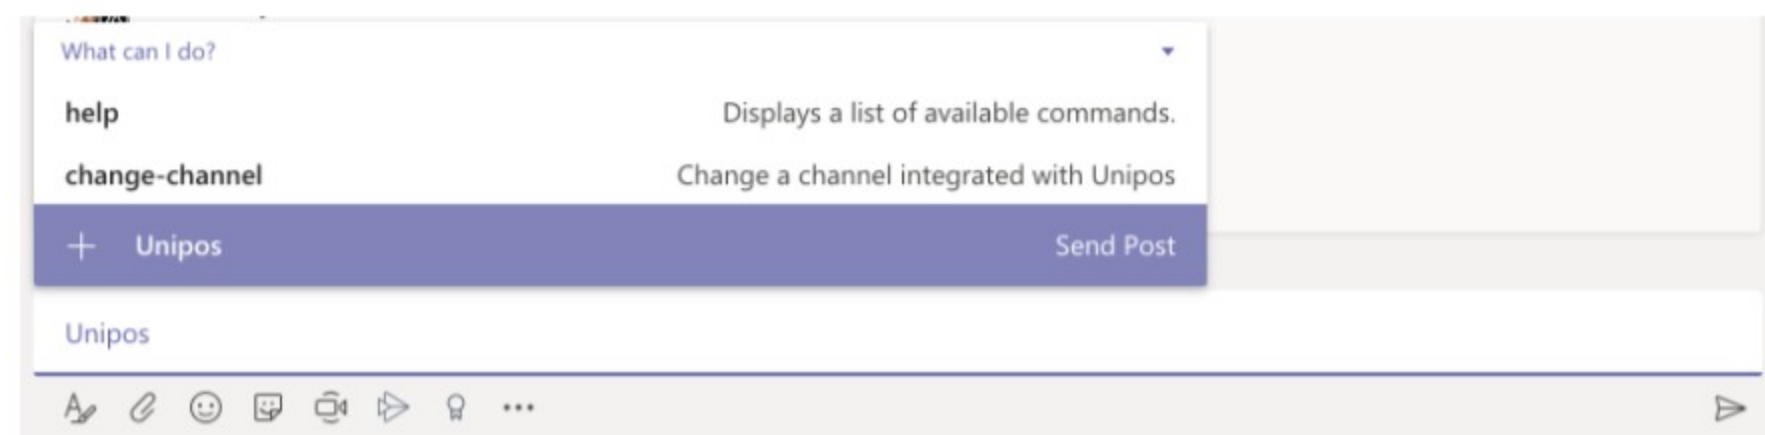 What can I do?
help Displays a list of available commands.
change-channel Change a channel integrated with Unipos
+ Unipos Send Post
Unipos